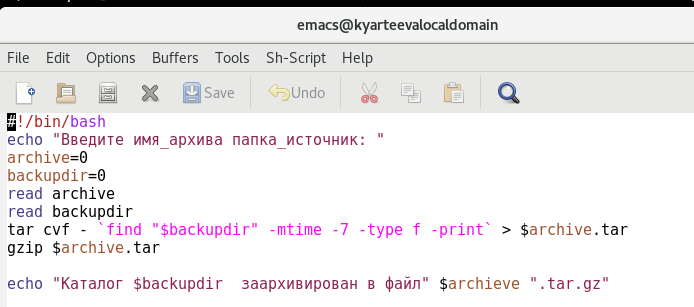 emacs@kyarteevalocaldomain
File Edit Options Buffers Tools Sh-Script Help
Save Undo
#!/bin/bash
echo "Введите имя_архива папка_источник: "
archive=0
backupdir=0
read archive
read backupdir
tar cvf - `find "$backupdir" -mtime -7 -type f -print` > $archive.tar
gzip $archive.tar
echo "Каталог $backupdir  заархивирован в файл" $archieve ".tar.gz"